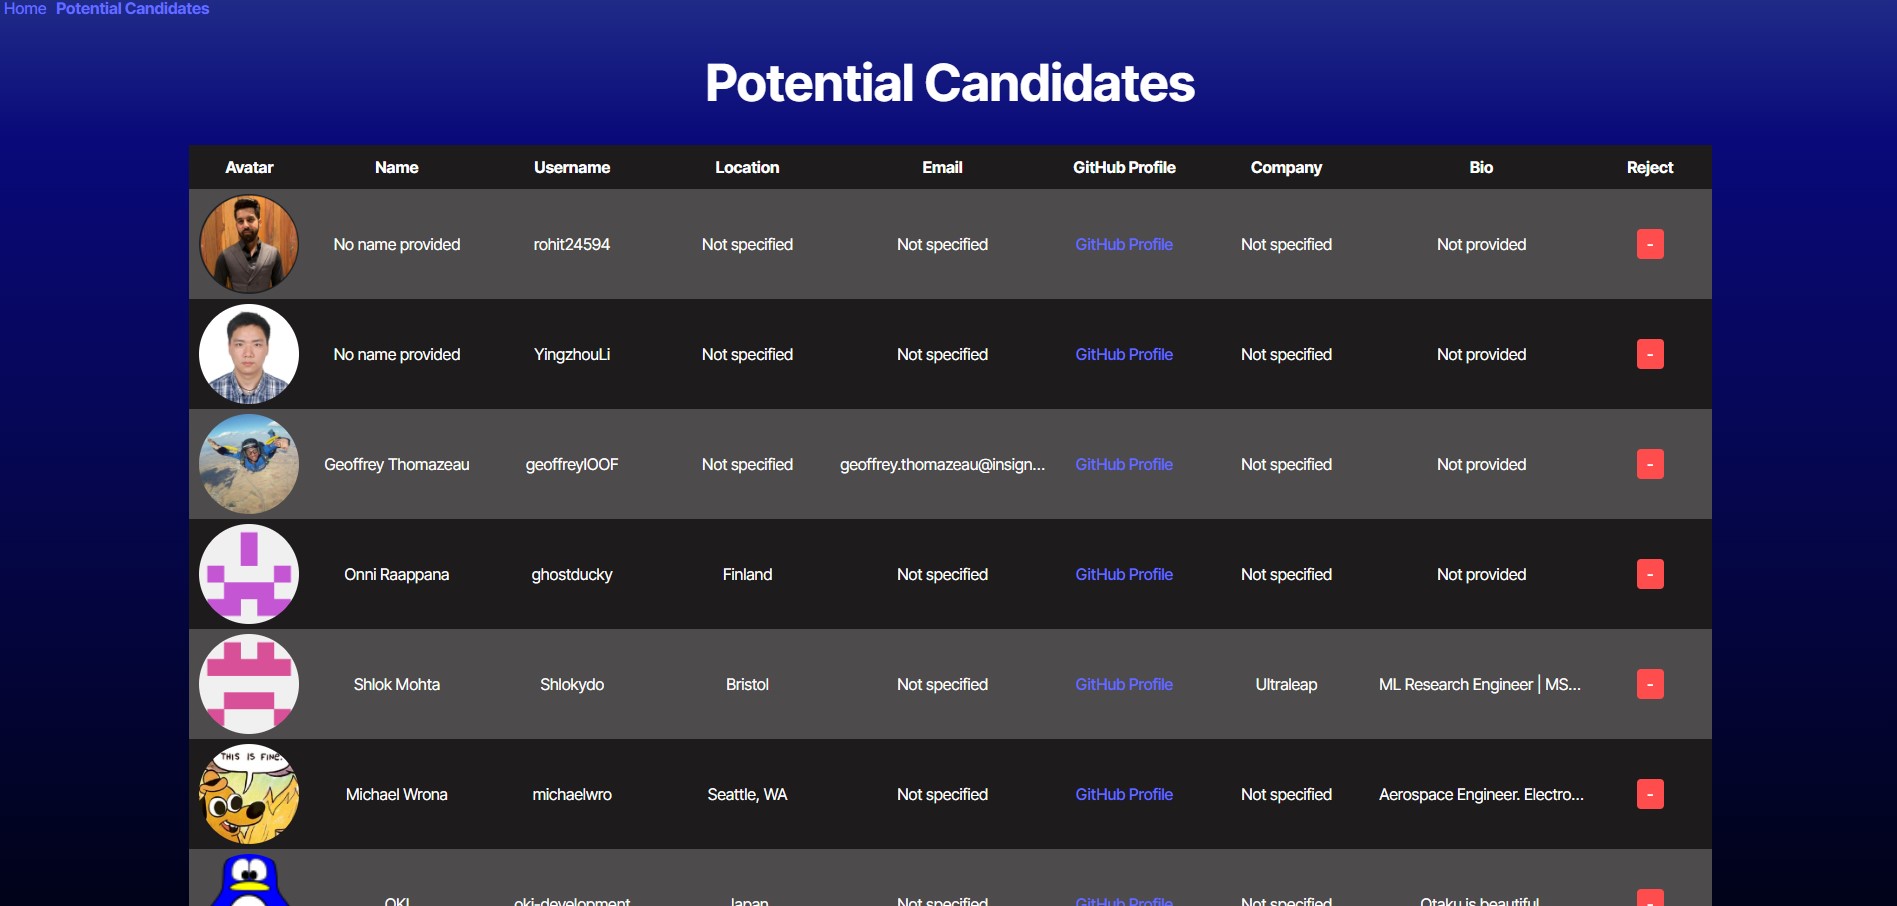 Home Potential Candidates
Potential Candidates
Avatar Name Username Location Email GitHub Profile Company Bio Reject
No name provided rohit24594 Not specified Not specified GitHub Profile Not specified Not provided -
No name provided YingzhouLi Not specified Not specified GitHub Profile Not specified Not provided -
Geoffrey Thomazeau geoffreylOOF Not specified geoffrey.thomazeau@insign... GitHub Profile Not specified Not provided -
Onni Raappana ghostducky Finland Not specified GitHub Profile Not specified Not provided -
Shlok Mohta Shlokydo Bristol Not specified GitHub Profile Ultraleap ML Research Engineer | MS... -
THIS IS FINE.
Michael Wrona michaelwro Seattle, WA Not specified GitHub Profile Not specified Aerospace Engineer. Electro... -
OKI oki-development Japan Not specified GitHub Profile Not specified Otaku is beautiful -